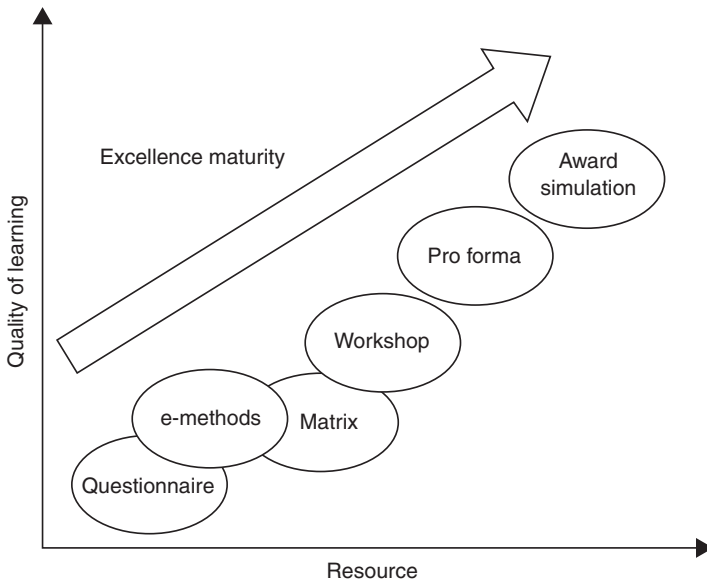 Quality of learning
Excellence maturity
Award
simulation
Pro forma
Workshop
e-methods
Matrix
Questionnaire
Resource